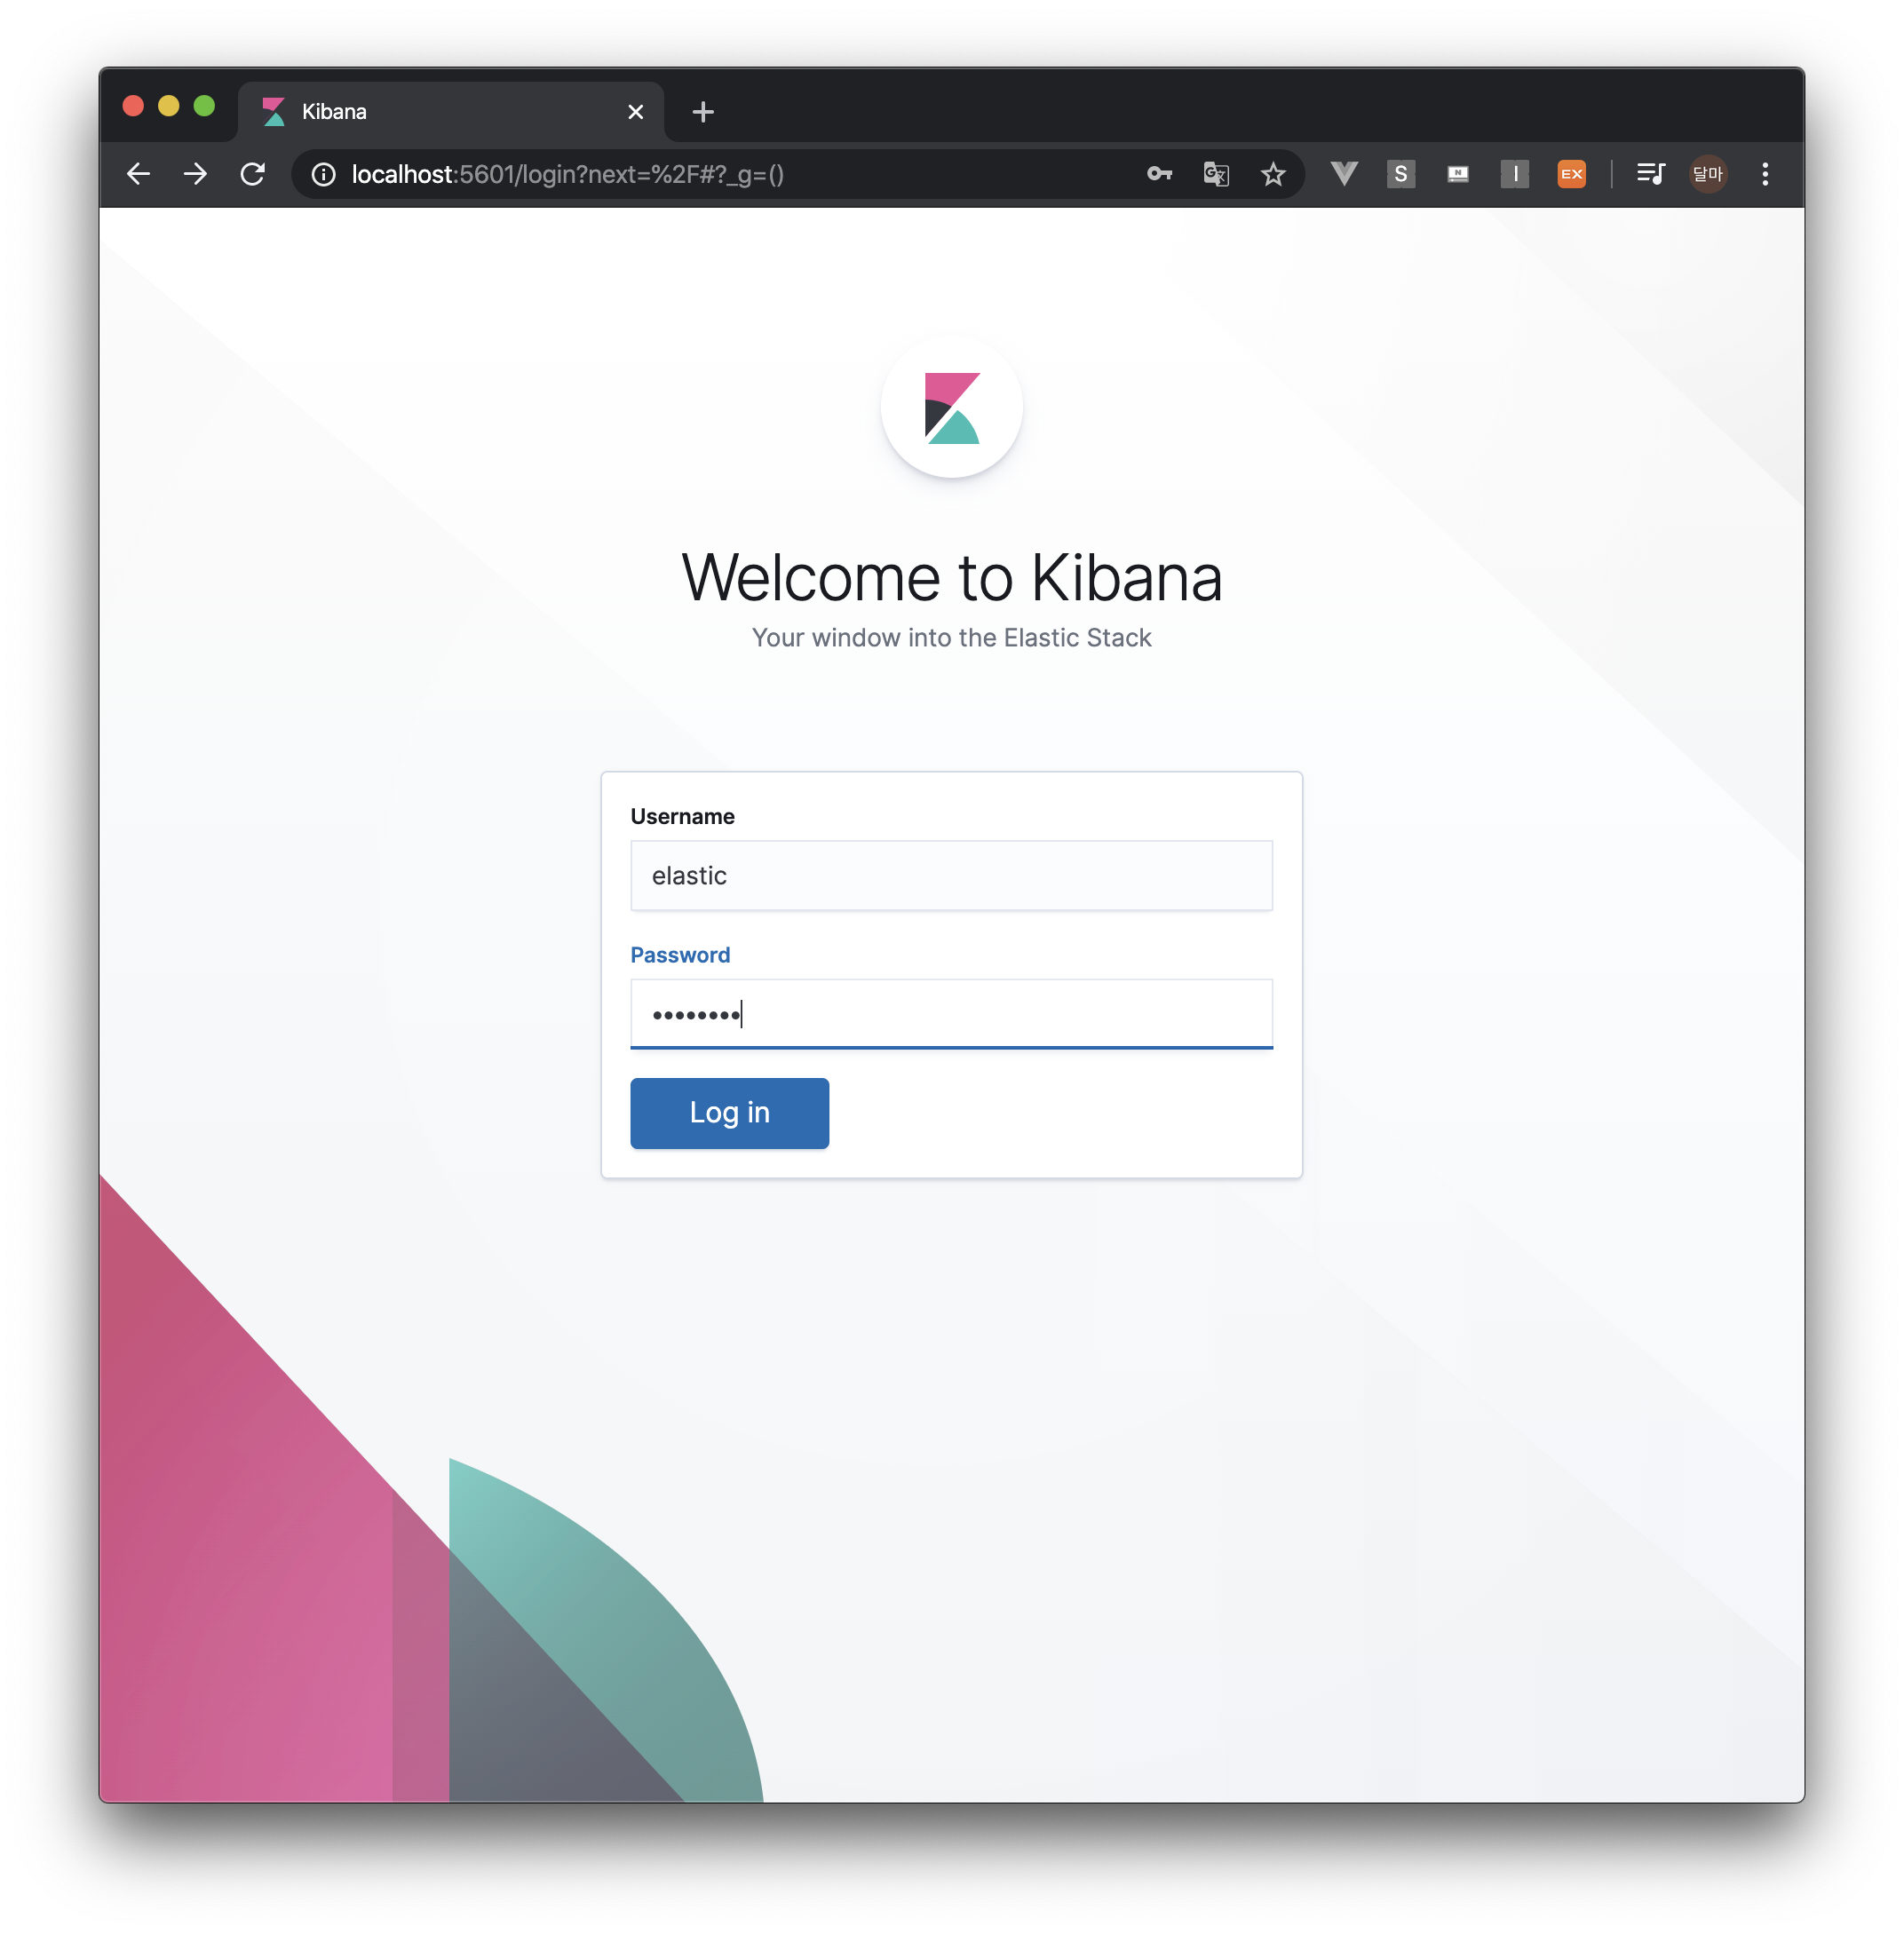 Kibana
localhost:5601/login?next=%2F#?_g=()
S
N
I
EX
달마
Welcome to Kibana
Your window into the Elastic Stack
Username
elastic
Password
••••••••
Log in